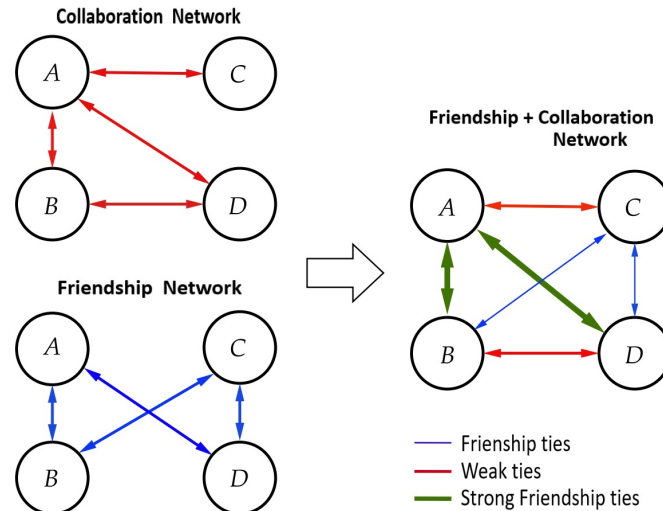 Collaboration Network
A
C
B
D
Friendship Network
A
C
B
D
Friendship + Collaboration
Network
A
C
B
D
Frienship ties
Weak ties
Strong Friendship ties